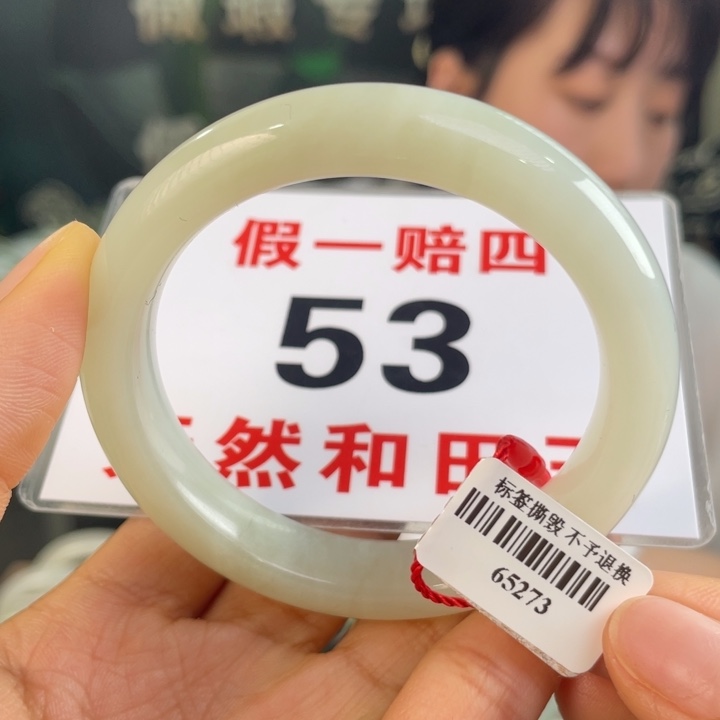 假一赔四
53
然和田
标签撕毁 不予退换
65273